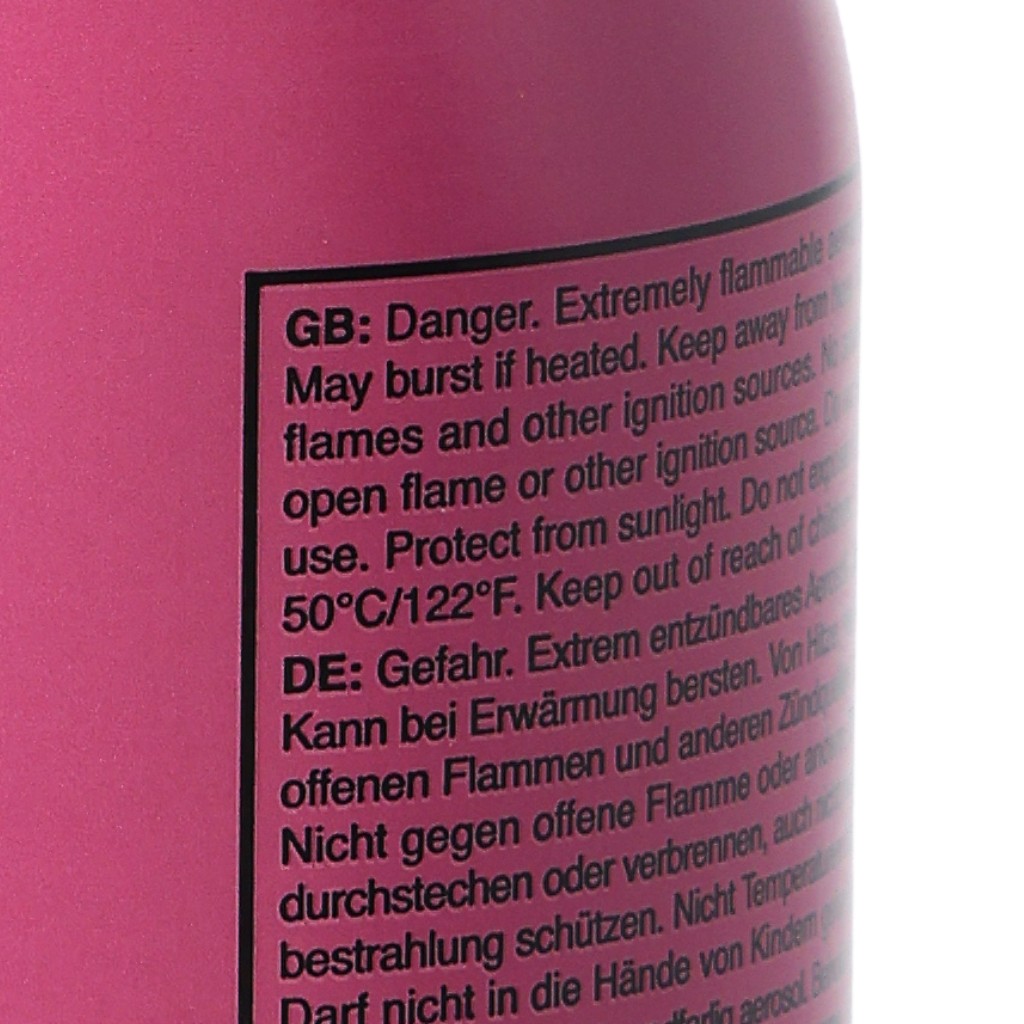 GB: Danger. Extremely flammable
May burst if heated. Keep away from
flames and other ignition sources. No
open flame or other ignition source.
use. Protect from sunlight. Do not
50°C/122°F. Keep out of reach of
DE: Gefahr. Extrem entzündbares
Kann bei Erwärmung bersten. Von
offenen Flammen und anderen
Nicht gegen offene Flamme oder
durchstechen oder verbrennen, auch
bestrahlung schützen. Nicht
Darf nicht in die Hände von Kindern
aerosol.